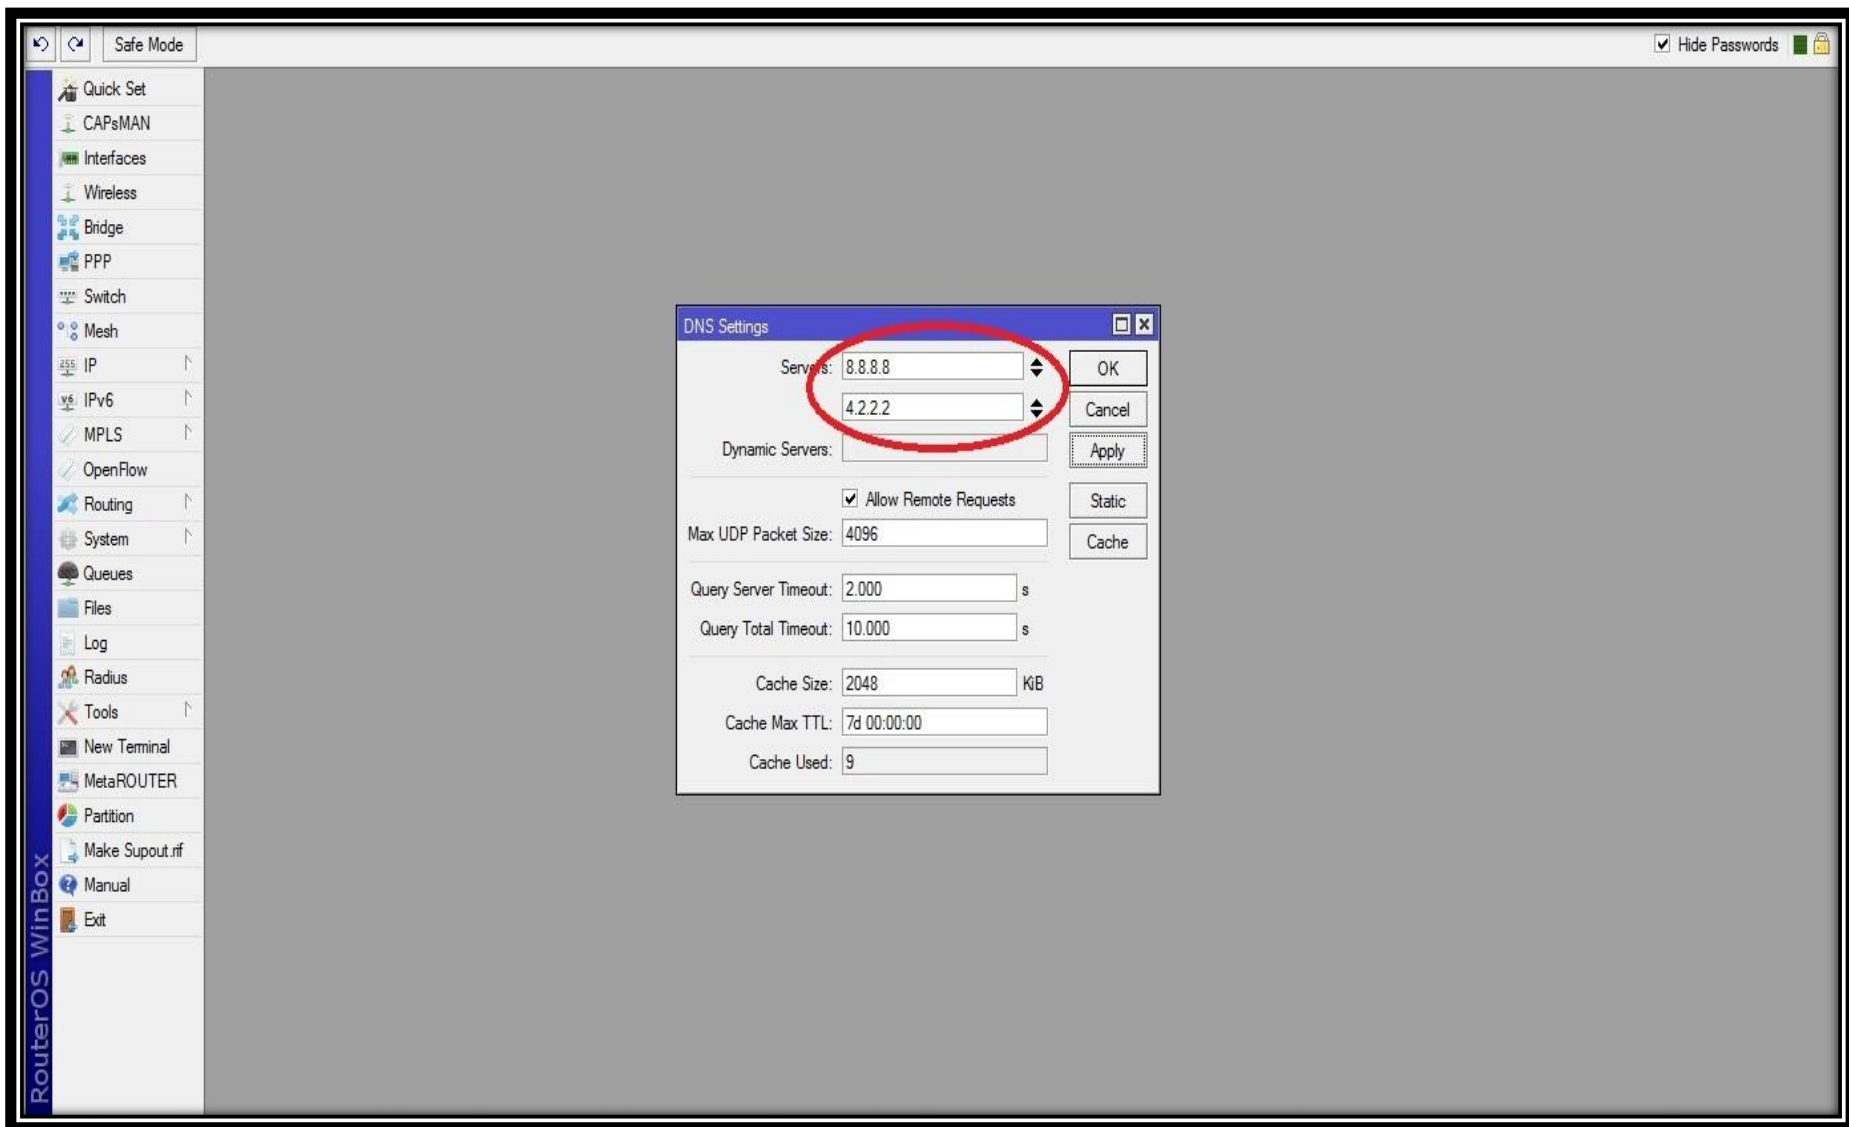 Safe Mode
Hide Passwords
Quick Set
CAPsMAN
Interfaces
Wireless
Bridge
PPP
Switch
Mesh
255 IP
v6 IPv6
MPLS
OpenFlow
Routing
System
Queues
Files
Log
Radius
Tools
New Terminal
MetaROUTER
Partition
Make Supout.rif
Manual
Exit
RouterOS WinBox
DNS Settings
Servers: 8.8.8.8
4.2.2.2
Dynamic Servers:
Allow Remote Requests
Max UDP Packet Size: 4096
Query Server Timeout: 2.000 s
Query Total Timeout: 10.000 s
Cache Size: 2048 KiB
Cache Max TTL: 7d 00:00:00
Cache Used: 9
OK
Cancel
Apply
Static
Cache